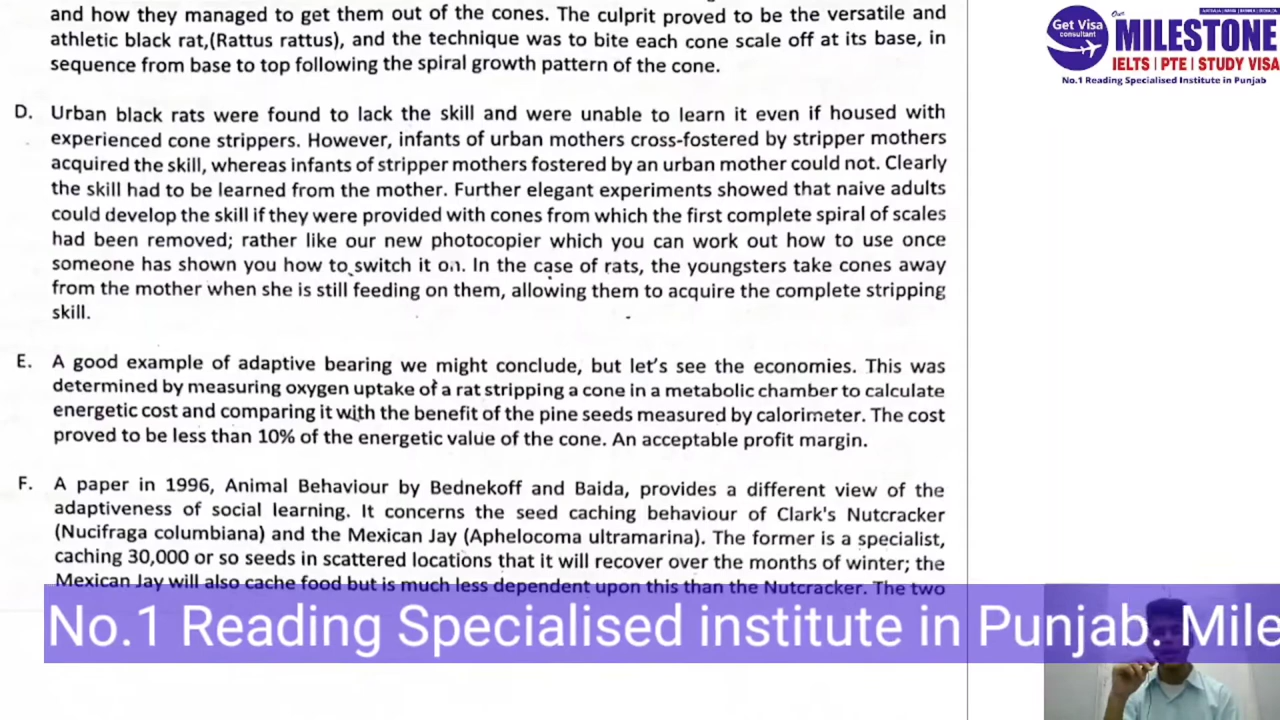 and how they managed to get them out of the cones. The culprit proved to be the versatile and
athletic black rat,(Rattus rattus), and the technique was to bite each cone scale off at its base, in
sequence from base to top following the spiral growth pattern of the cone.
D. Urban black rats were found to lack the skill and were unable to learn it even if housed with
experienced cone strippers. However, infants of urban mothers cross-fostered by stripper mothers
acquired the skill, whereas infants of stripper mothers fostered by an urban mother could not. Clearly
the skill had to be learned from the mother. Further elegant experiments showed that naive adults
could develop the skill if they were provided with cones from which the first complete spiral of scales
had been removed; rather like our new photocopier which you can work out how to use once
someone has shown you how to switch it on. In the case of rats, the youngsters take cones away
from the mother when she is still feeding on them, allowing them to acquire the complete stripping
skill.
E. A good example of adaptive bearing we might conclude, but let's see the economies. This was
determined by measuring oxygen uptake of a rat stripping a cone in a metabolic chamber to calculate
energetic cost and comparing it with the benefit of the pine seeds measured by calorimeter. The cost
proved to be less than 10% of the energetic value of the cone. An acceptable profit margin.
F. A paper in 1996, Animal Behaviour by Bednekoff and Baida, provides a different view of the
adaptiveness of social learning. It concerns the seed caching behaviour of Clark's Nutcracker
(Nucifraga columbiana) and the Mexican Jay (Aphelocoma ultramarina). The former is a specialist,
caching 30,000 or so seeds in scattered locations that it will recover over the months of winter; the
Mexican Jay will also cache food but is much less dependent upon this than the Nutcracker. The two
No.1 Reading Specialised institute in Punjab. Mile
Get Visa
consultant
Our
MILESTONE
IELTS | PTE | STUDY VISA
No.1 Reading Specialised Institute in Punjab